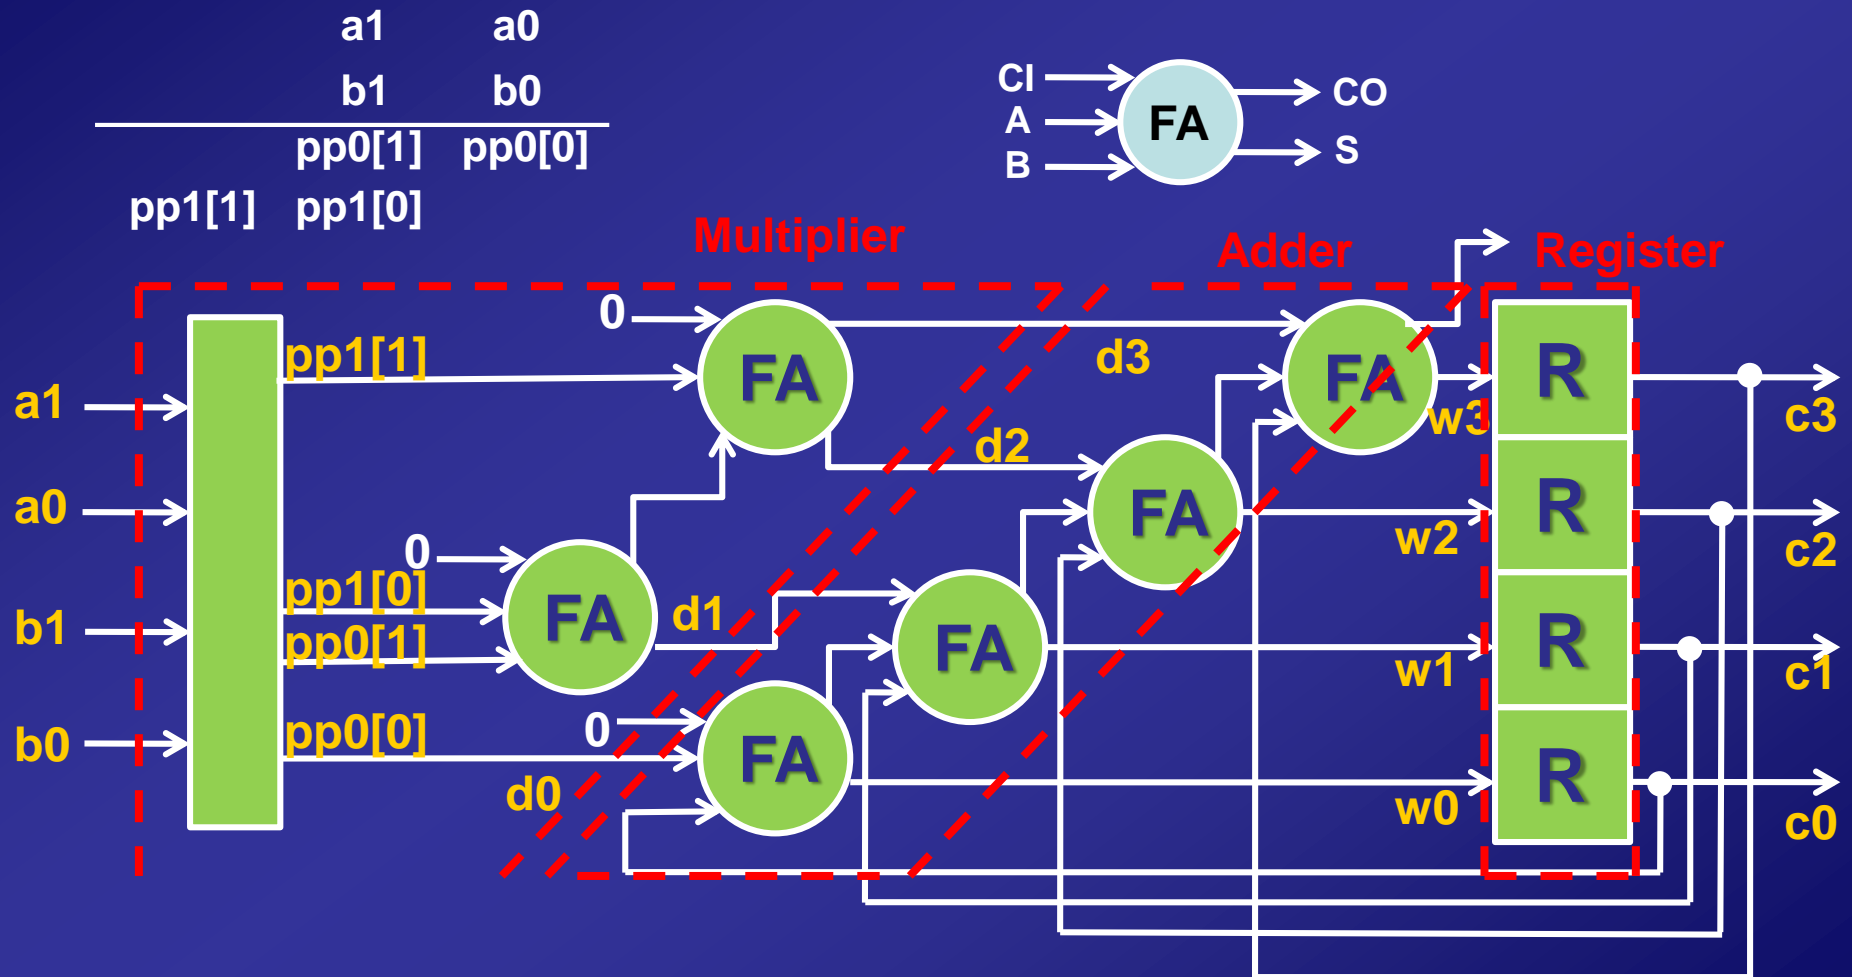 a1 a0
b1 b0
pp0[1] pp0[0]
pp1[1] pp1[0]
CI
A
B
FA
CO
S
Multiplier
Adder
Register
0
FA
pp1[1]
d3
FA
R
a1
w3
c3
d2
a0
FA
R
w2
c2
0
pp1[0]
FA
d1
b1
pp0[1]
FA
R
w1
c1
0
pp0[0]
b0
FA
R
d0
w0
c0